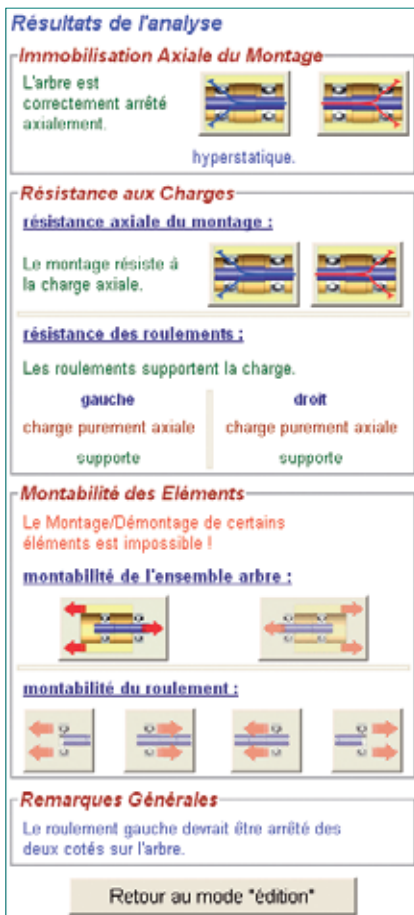 Résultats de l'analyse
Immobilisation Axiale du Montage
L'arbre est
correctement arrêté
axialement.
hyperstatique.
Résistance aux Charges
résistance axiale du montage :
Le montage résiste à
la charge axiale.
résistance des roulements :
Les roulements supportent la charge.
gauche droit
charge purement axiale charge purement axiale
supporte supporte
Montabilité des Eléments
Le Montage/Démontage de certains
éléments est impossible !
montabilité de l'ensemble arbre :
montabilité du roulement :
Remarques Générales
Le roulement gauche devrait être arrêté des
deux cotés sur l'arbre.
Retour au mode "édition"